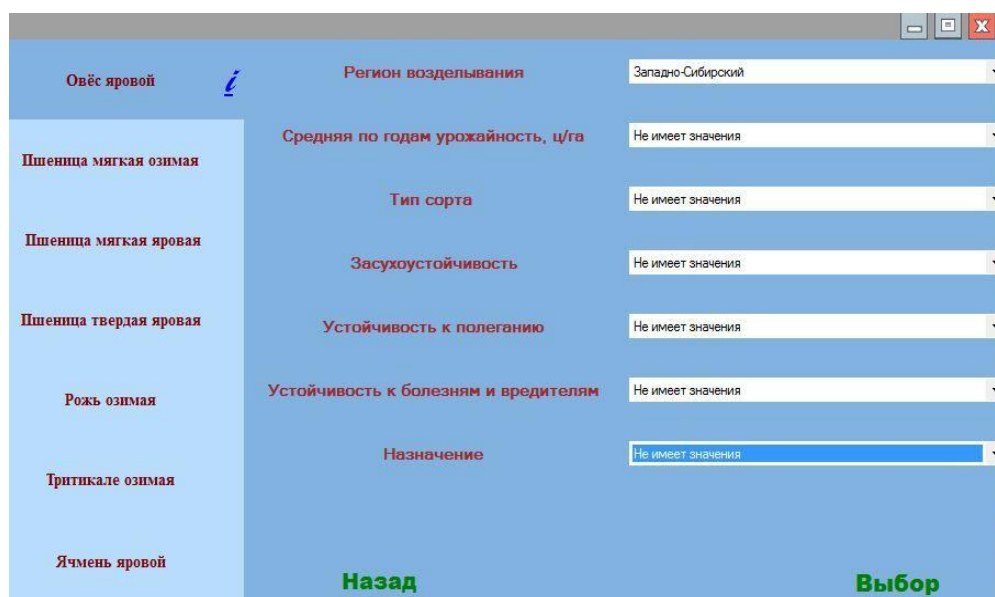 Овёс яровой
i
Пшеница мягкая озимая
Пшеница мягкая яровая
Пшеница твердая яровая
Рожь озимая
Тритикале озимая
Ячмень яровой
Регион возделывания
Западно-Сибирский
Средняя по годам урожайность, ц/га
Не имеет значения
Тип сорта
Не имеет значения
Засухоустойчивость
Не имеет значения
Устойчивость к полеганию
Не имеет значения
Устойчивость к болезням и вредителям
Не имеет значения
Назначение
Не имеет значения
Назад
Выбор